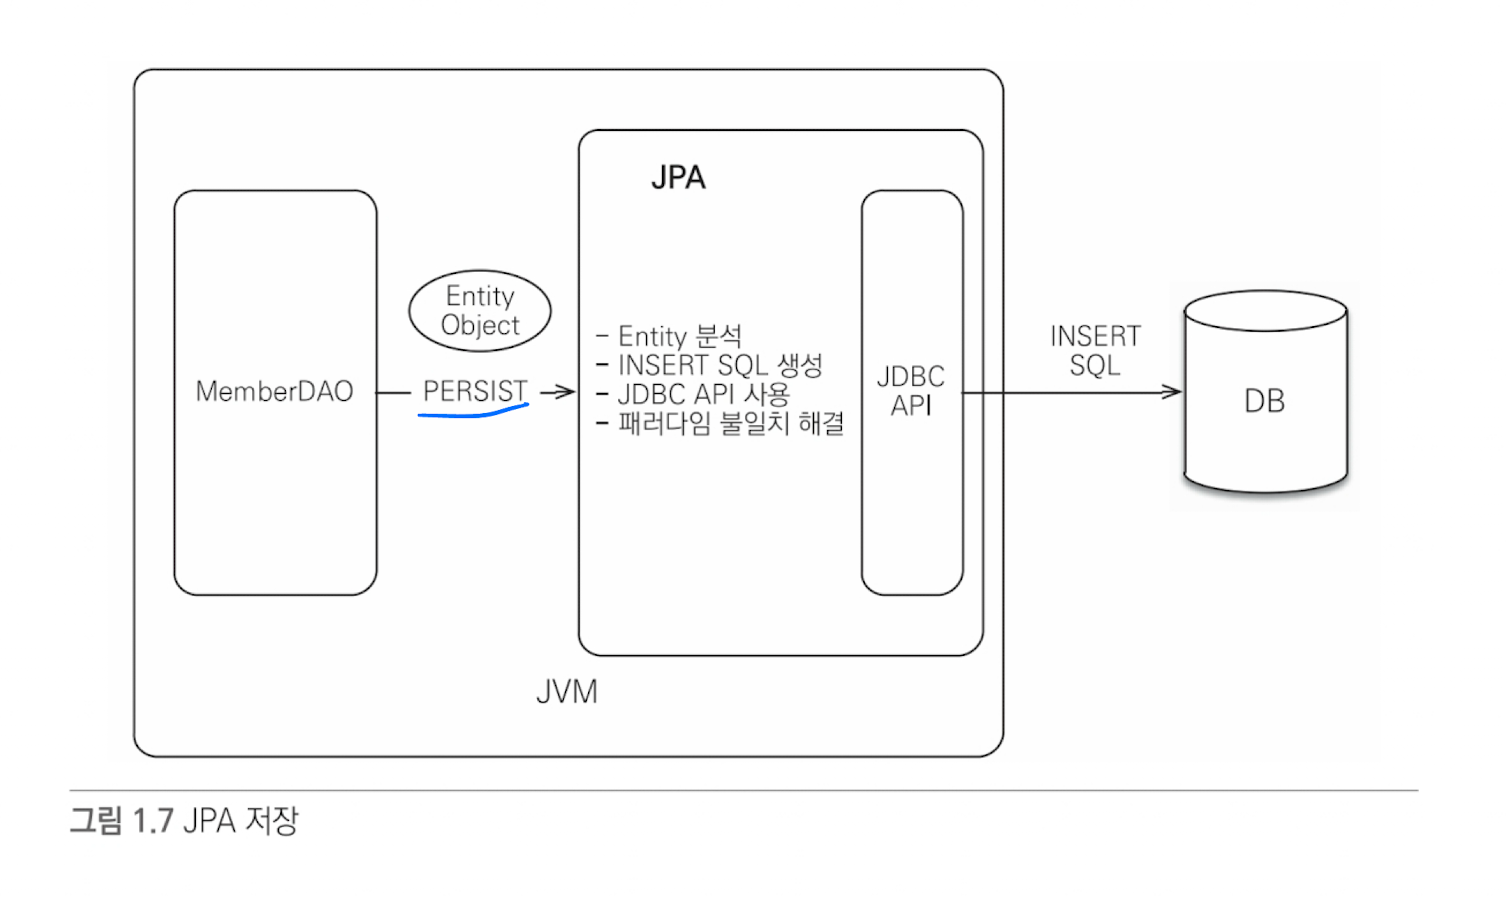 JPA
Entity
Object
MemberDAO
PERSIST
- Entity 분석
- INSERT SQL 생성
- JDBC API 사용
- 패러다임 불일치 해결
JDBC
API
INSERT
SQL
DB
JVM
그림 1.7 JPA 저장